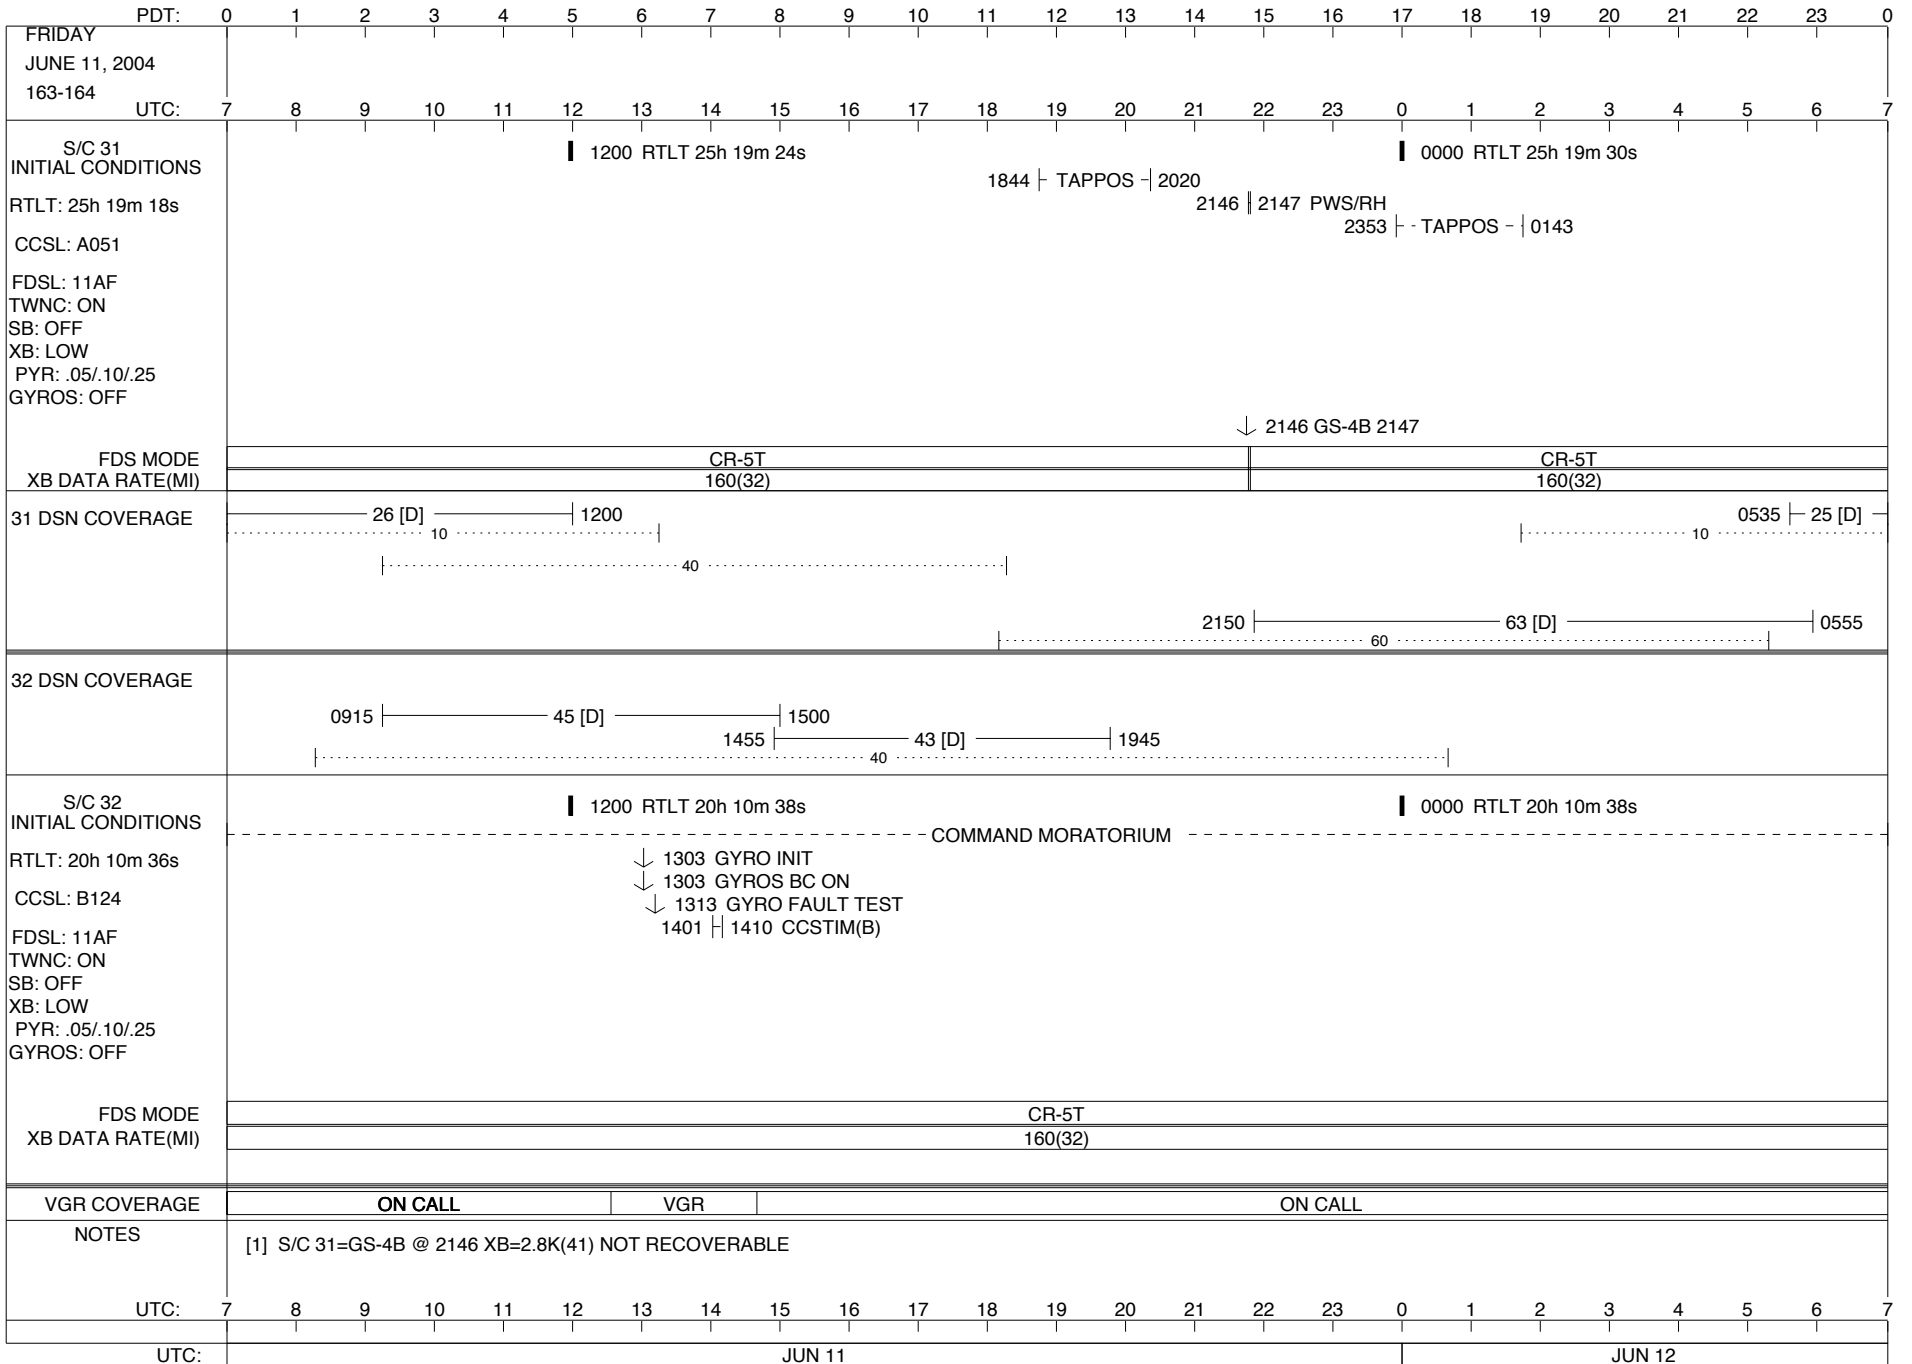 PDT: 0 1 2 3 4 5 6 7 8 9 10 11 12 13 14 15 16 17 18 19 20 21 22 23 0
FRIDAY
JUNE 11, 2004
163-164
UTC: 7 8 9 10 11 12 13 14 15 16 17 18 19 20 21 22 23 0 1 2 3 4 5 6 7
S/C 31
INITIAL CONDITIONS
1200 RTLT 25h 19m 24s
0000 RTLT 25h 19m 30s
1844 TAPPOS 2020
RTLT: 25h 19m 18s
2146 2147 PWS/RH
2353 TAPPOS 0143
CCSL: A051
FDSL: 11AF
TWNC: ON
SB: OFF
XB: LOW
PYR: .05/.10/.25
GYROS: OFF
2146 GS-4B 2147
FDS MODE CR-5T CR-5T
XB DATA RATE(MI) 160(32) 160(32)
31 DSN COVERAGE 26 [D] 1200 0535 25 [D]
10 10
40
2150 63 [D] 0555
60
32 DSN COVERAGE
0915 45 [D] 1500
1455 43 [D] 1945
40
S/C 32
INITIAL CONDITIONS
1200 RTLT 20h 10m 38s
0000 RTLT 20h 10m 38s
COMMAND MORATORIUM
RTLT: 20h 10m 36s
1303 GYRO INIT
1303 GYROS BC ON
CCSL: B124
1313 GYRO FAULT TEST
1401 1410 CCSTIM(B)
FDSL: 11AF
TWNC: ON
SB: OFF
XB: LOW
PYR: .05/.10/.25
GYROS: OFF
FDS MODE CR-5T
XB DATA RATE(MI) 160(32)
VGR COVERAGE ON CALL VGR ON CALL
NOTES
[1] S/C 31=GS-4B @ 2146 XB=2.8K(41) NOT RECOVERABLE
UTC: 7 8 9 10 11 12 13 14 15 16 17 18 19 20 21 22 23 0 1 2 3 4 5 6 7
UTC: JUN 11 JUN 12